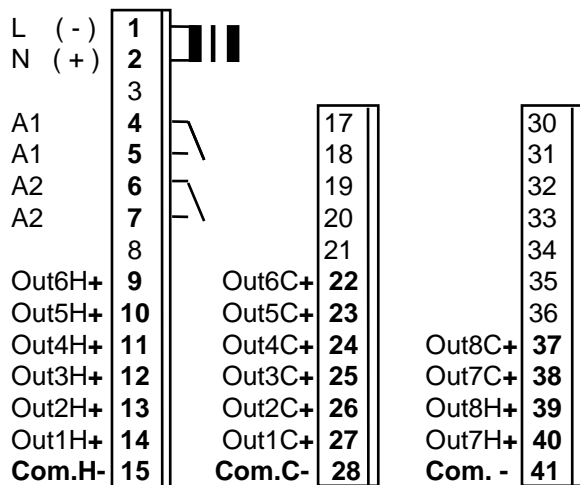 L ( - ) 1
N ( + ) 2
3
A1 4
A1 5
A2 6
A2 7
8
Out6H+ 9
Out5H+ 10
Out4H+ 11
Out3H+ 12
Out2H+ 13
Out1H+ 14
Com.H- 15
17
18
19
20
21
Out6C+ 22
Out5C+ 23
Out4C+ 24
Out3C+ 25
Out2C+ 26
Out1C+ 27
Com.C- 28
30
31
32
33
34
35
36
Out8C+ 37
Out7C+ 38
Out8H+ 39
Out7H+ 40
Com. - 41